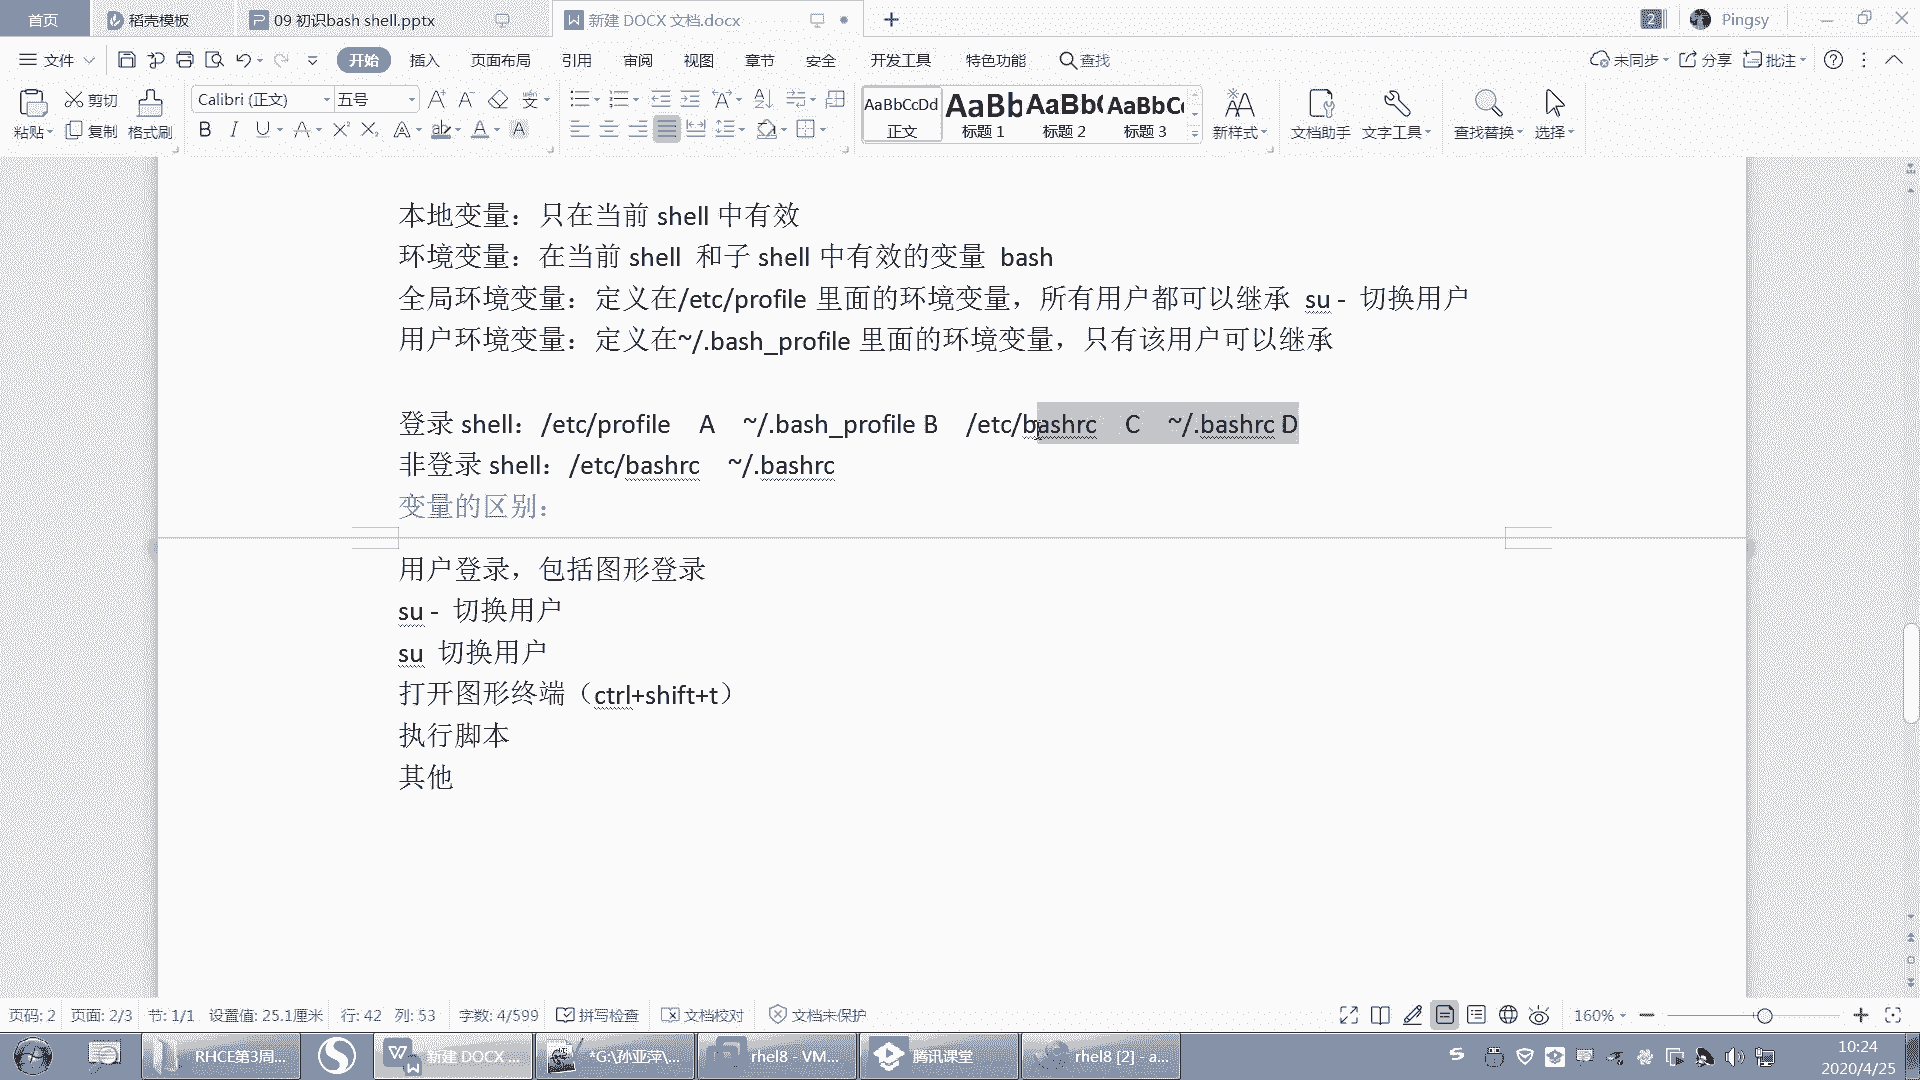 首页 稻壳模板 09 初识bash shell.pptx 新建 DOCX 文档.docx 2 Pingsy
文件 开始 插入 页面布局 引用 审阅 视图 章节 安全 开发工具 特色功能 查找 未同步 分享 批注
粘贴 剪切 复制 格式刷 Calibri (正文) 五号
AaBbCcDd 正文 AaBb 标题 1 AaBb( 标题 2 AaBbC 标题 3 新样式 文档助手 文字工具 查找替换 选择
本地变量：只在当前 shell 中有效
环境变量：在当前 shell 和子 shell 中有效的变量 bash
全局环境变量：定义在/etc/profile 里面的环境变量，所有用户都可以继承 su - 切换用户
用户环境变量：定义在~/.bash_profile 里面的环境变量，只有该用户可以继承
登录 shell：/etc/profile A ~/.bash_profile B /etc/bashrc C ~/.bashrc D
非登录 shell：/etc/bashrc ~/.bashrc
变量的区别：
用户登录，包括图形登录
su - 切换用户
su 切换用户
打开图形终端（ctrl+shift+t）
执行脚本
其他
页码: 2 页面: 2/3 节: 1/1 设置值: 25.1厘米 行: 42 列: 53 字数: 4/599 拼写检查 文档校对 文档未保护 160%
RHCE第3周... 新建 DOCX ... *G:\孙亚萍\... rhel8 - VM... 腾讯课堂 rhel8 [2] - a... 10:24
2020/4/25